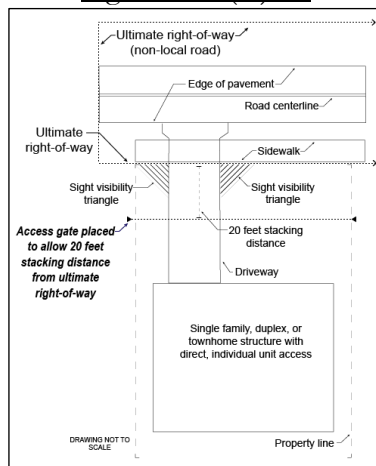 Ultimate right-of-way
(non-local road)
Edge of pavement
Road centerline
Ultimate
right-of-way
Sidewalk
Sight visibility
triangle
Sight visibility
triangle
Access gate placed
to allow 20 feet
stacking distance
from ultimate
right-of-way
20 feet stacking
distance
Driveway
Single family, duplex, or
townhome structure with
direct, individual unit access
DRAWING NOT TO
SCALE
Property line